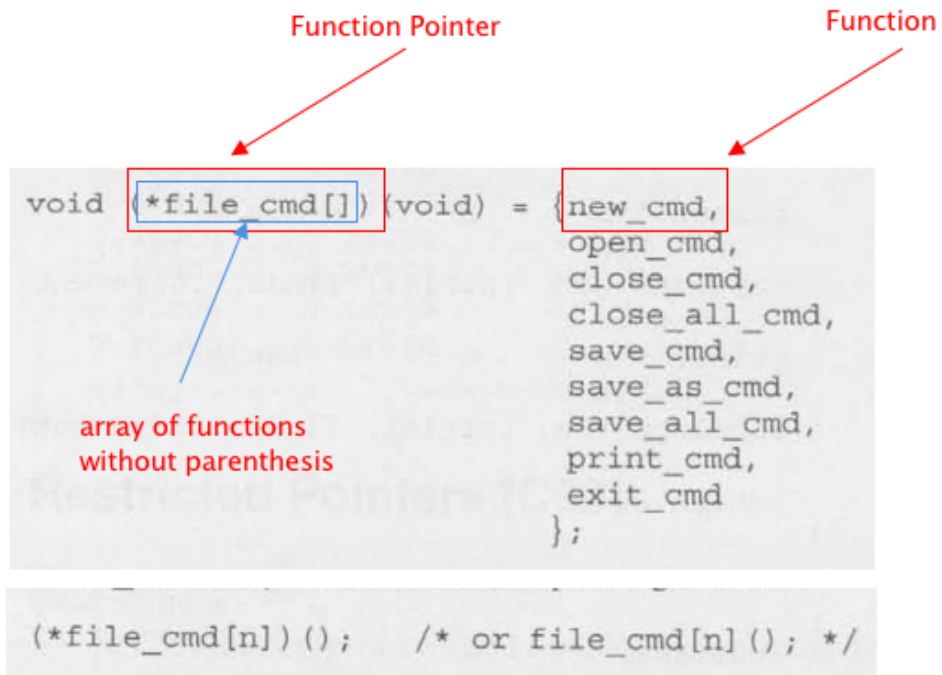 Function Pointer
Function
void (*file_cmd[])(void) = {new_cmd,
open_cmd,
close_cmd,
close_all_cmd,
save_cmd,
save_as_cmd,
save_all_cmd,
print_cmd,
exit_cmd
};
array of functions
without parenthesis
(*file_cmd[n])(); /* or file_cmd[n](); */